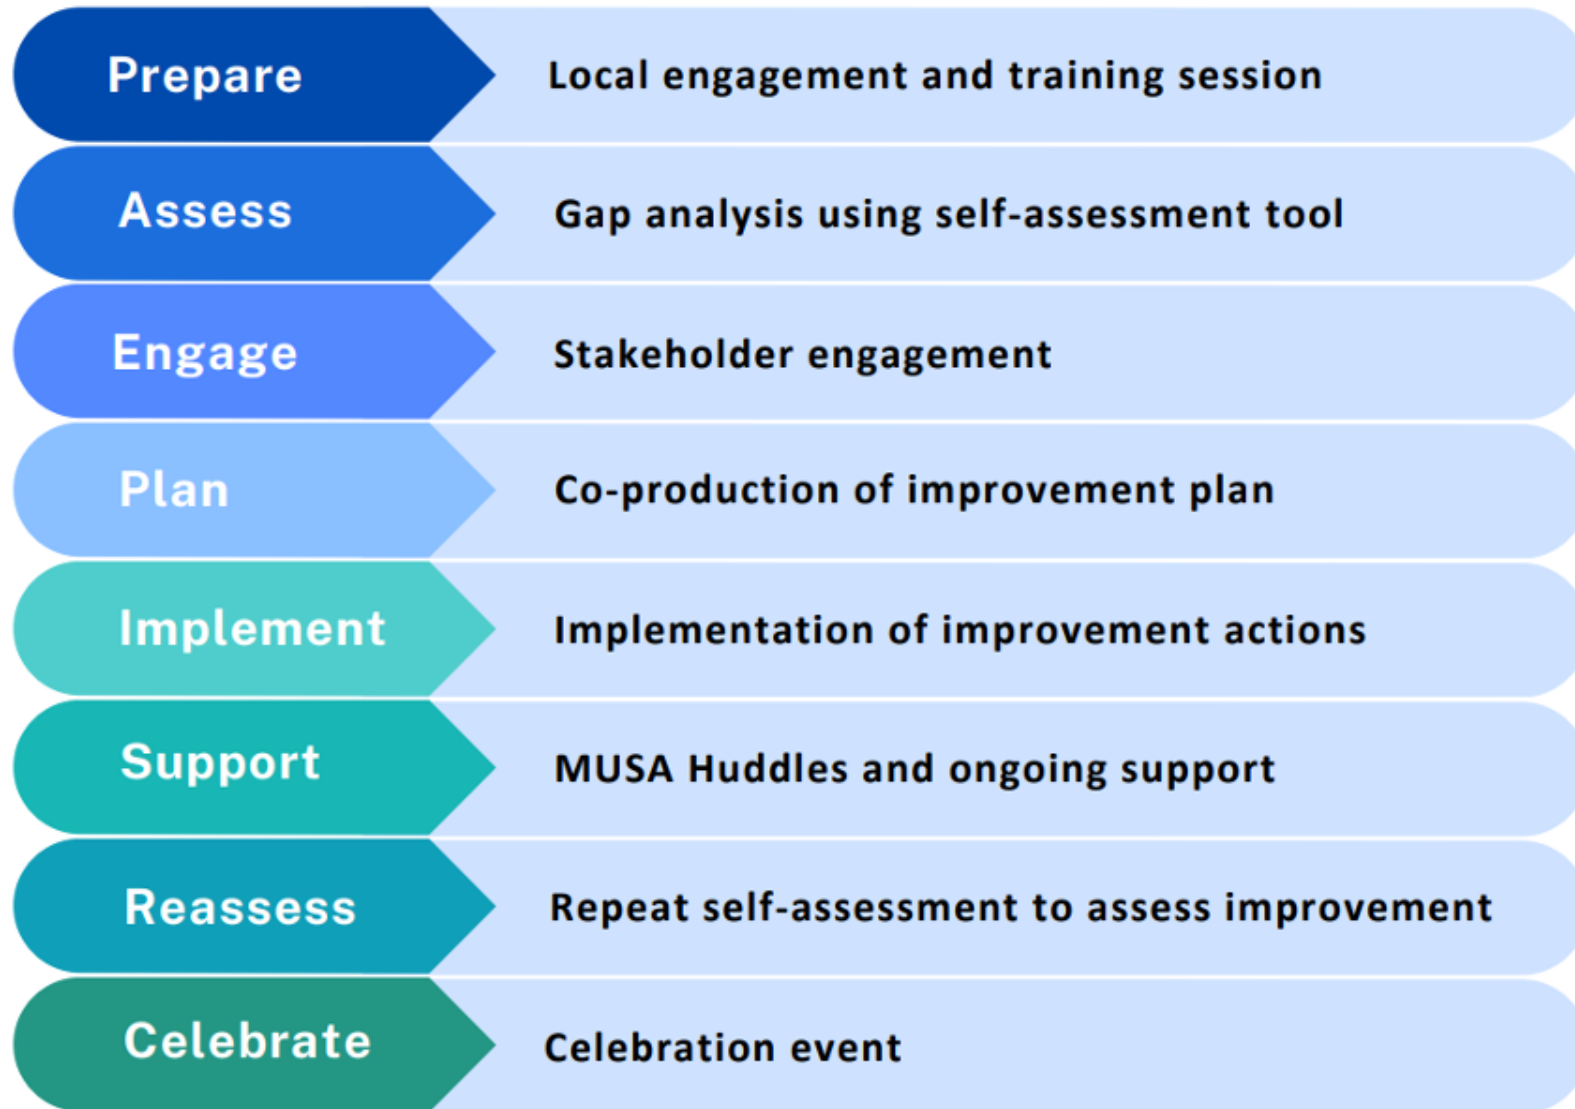 Prepare
Local engagement and training session
Assess
Gap analysis using self-assessment tool
Engage
Stakeholder engagement
Plan
Co-production of improvement plan
Implement
Implementation of improvement actions
Support
MUSA Huddles and ongoing support
Reassess
Repeat self-assessment to assess improvement
Celebrate
Celebration event